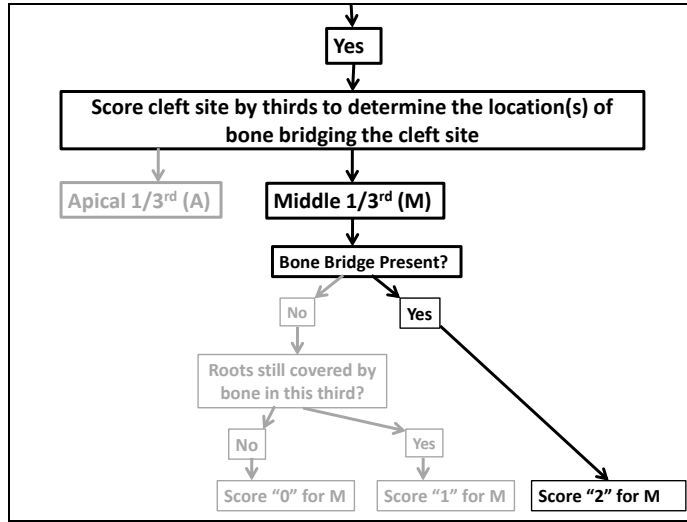 Yes
Score cleft site by thirds to determine the location(s) of
bone bridging the cleft site
Apical 1/3rd (A)
Middle 1/3rd (M)
Bone Bridge Present?
No
Yes
Roots still covered by
bone in this third?
No
Yes
Score “0” for M
Score “1” for M
Score “2” for M